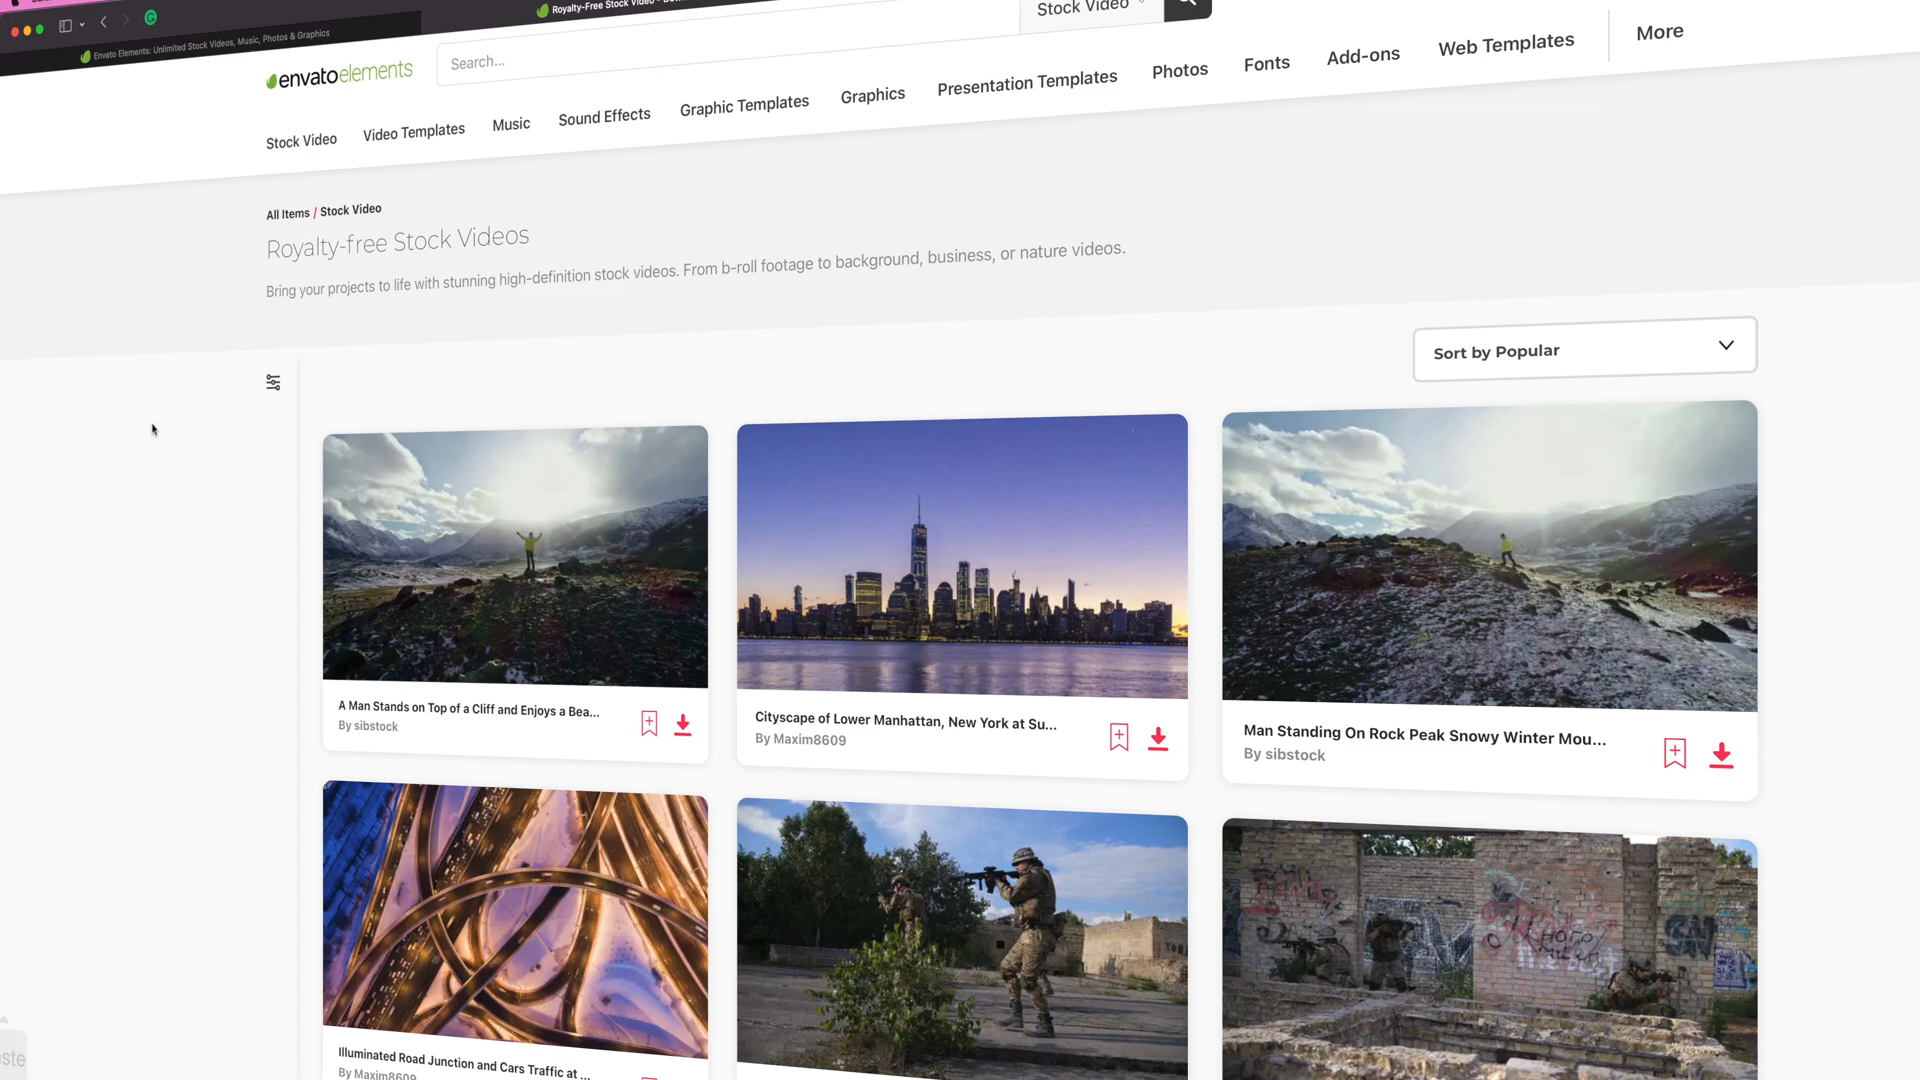 Envato Elements: Unlimited Stock Videos, Music, Photos & Graphics
Royalty-Free Stock Video
envatoelements
Search...
Stock Video
Stock Video
Video Templates
Music
Sound Effects
Graphic Templates
Graphics
Presentation Templates
Photos
Fonts
Add-ons
Web Templates
More
All Items / Stock Video
Royalty-free Stock Videos
Bring your projects to life with stunning high-definition stock videos. From b-roll footage to background, business, or nature videos.
Sort by Popular
A Man Stands on Top of a Cliff and Enjoys a Bea...
By sibstock
Cityscape of Lower Manhattan, New York at Su...
By Maxim8609
Man Standing On Rock Peak Snowy Winter Mou...
By sibstock
Illuminated Road Junction and Cars Traffic at ...
By Maxim8609